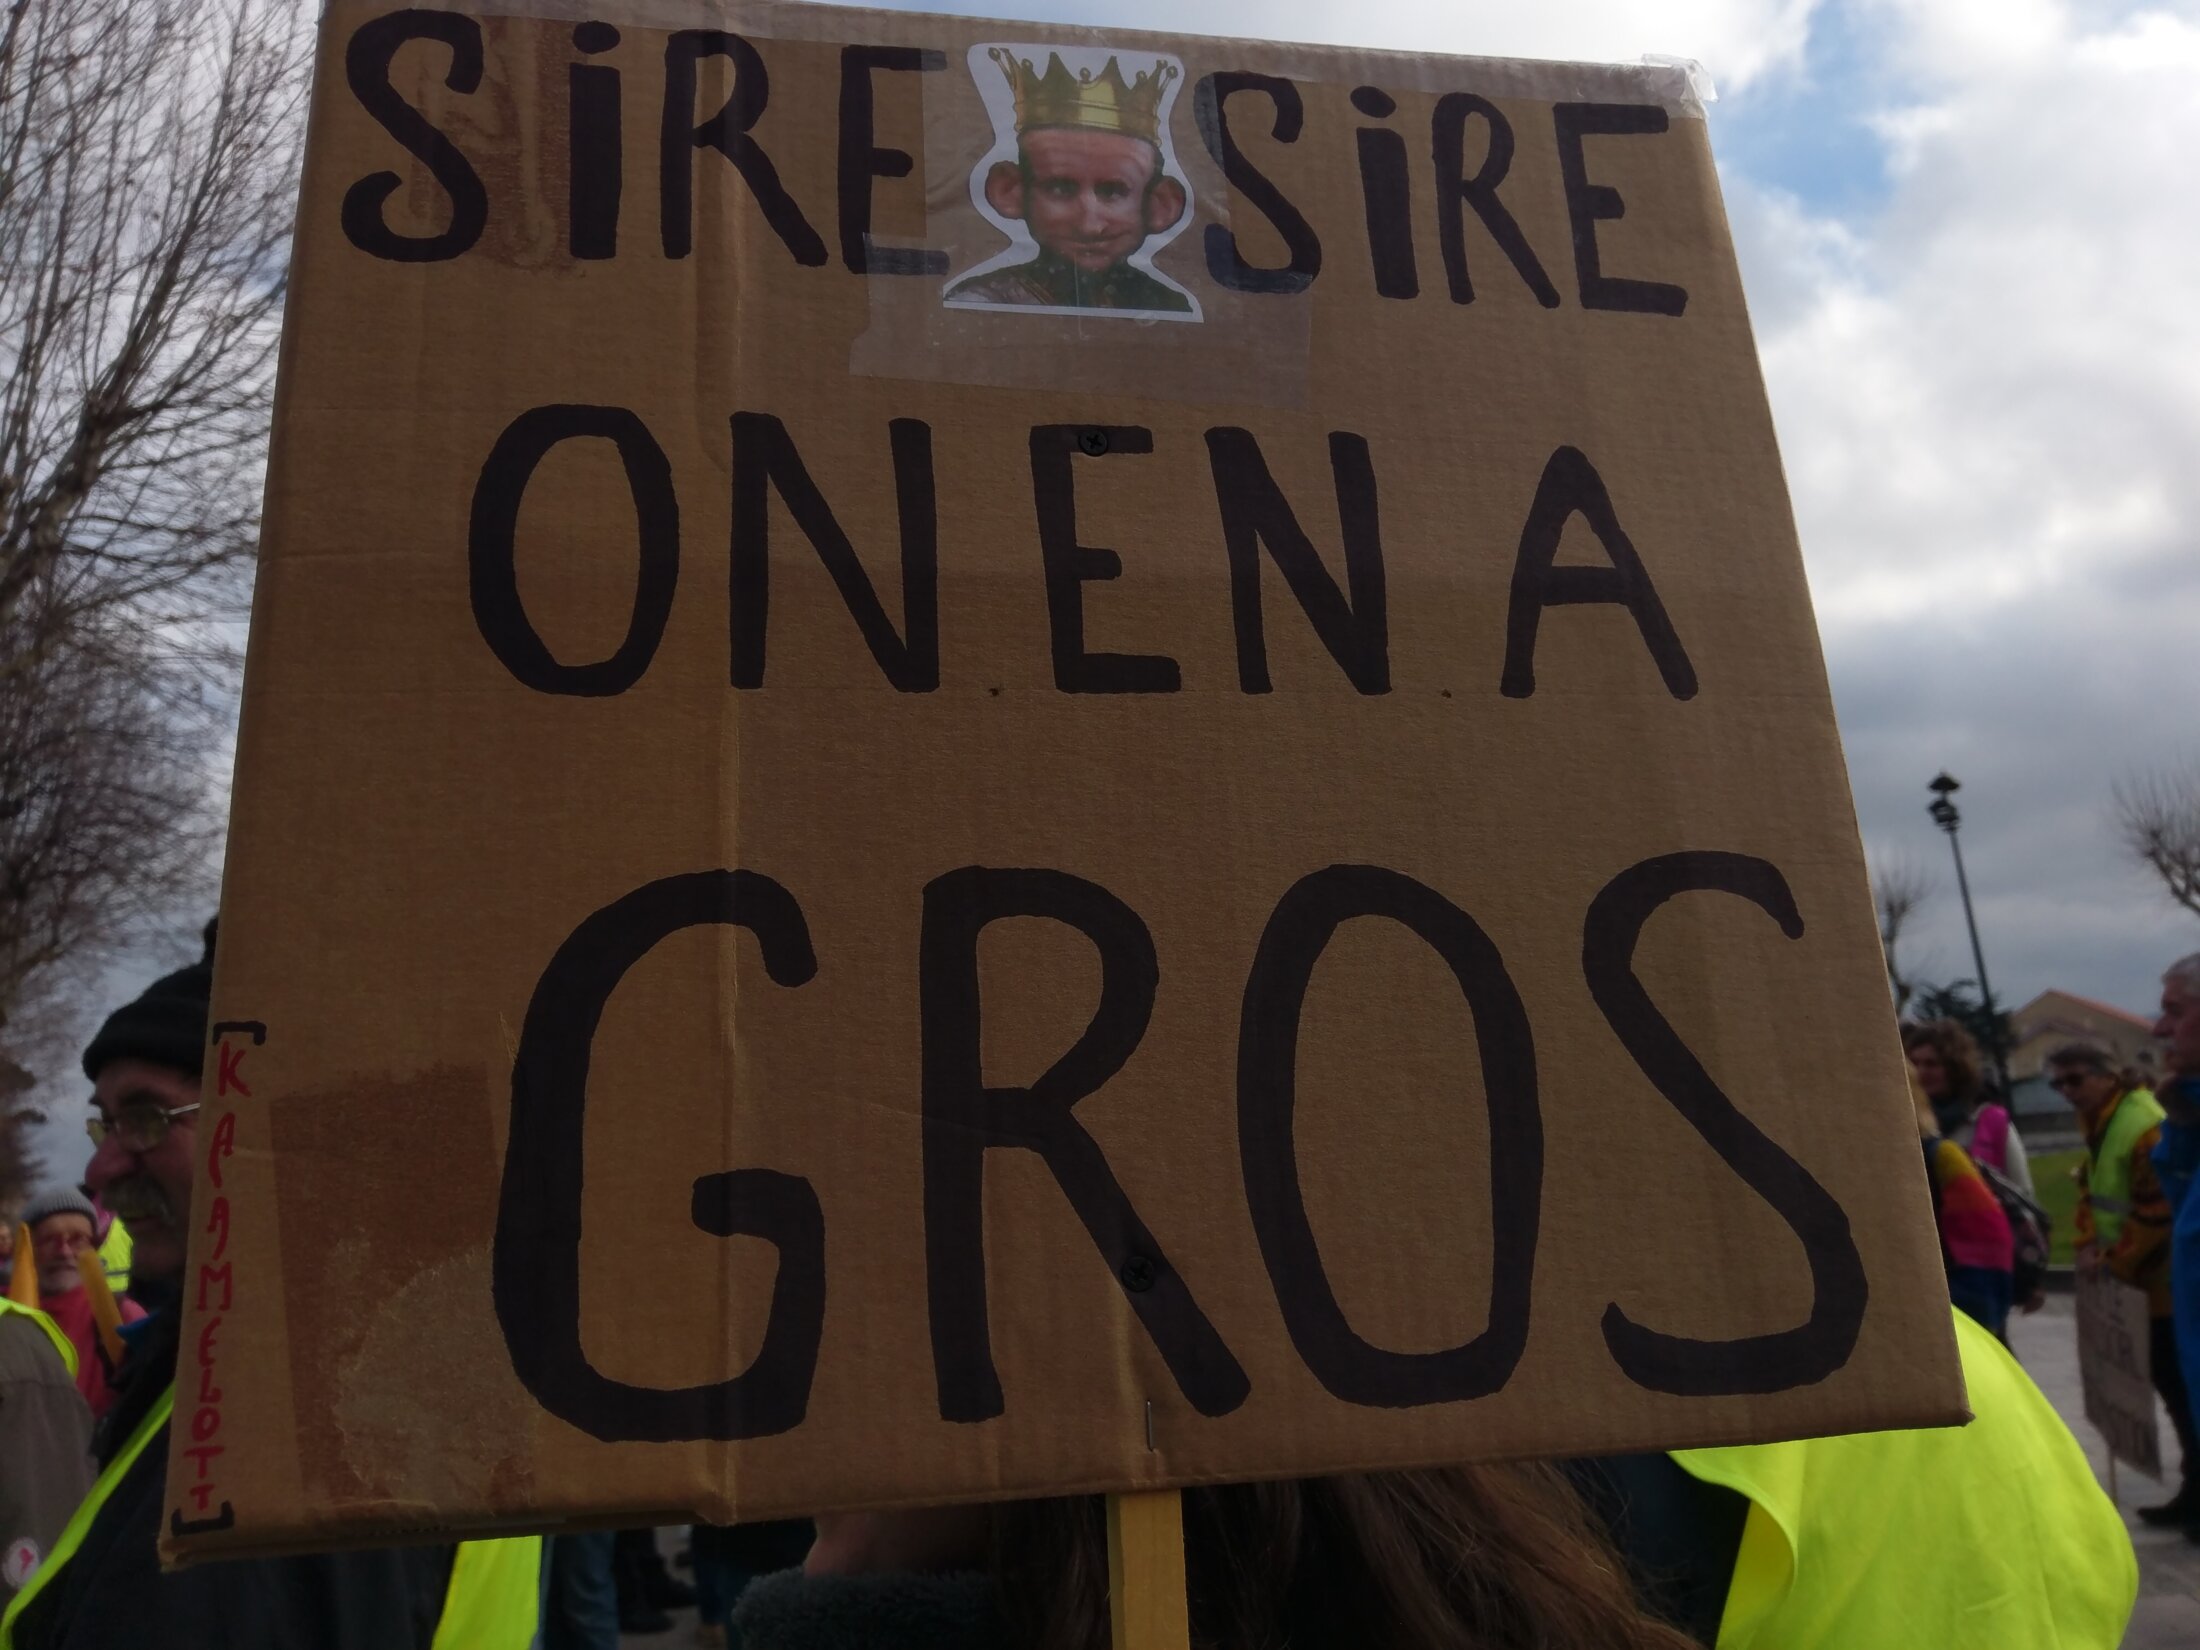 SiRE SiRE
ON EN A
GROS
[KAAMELOTT]